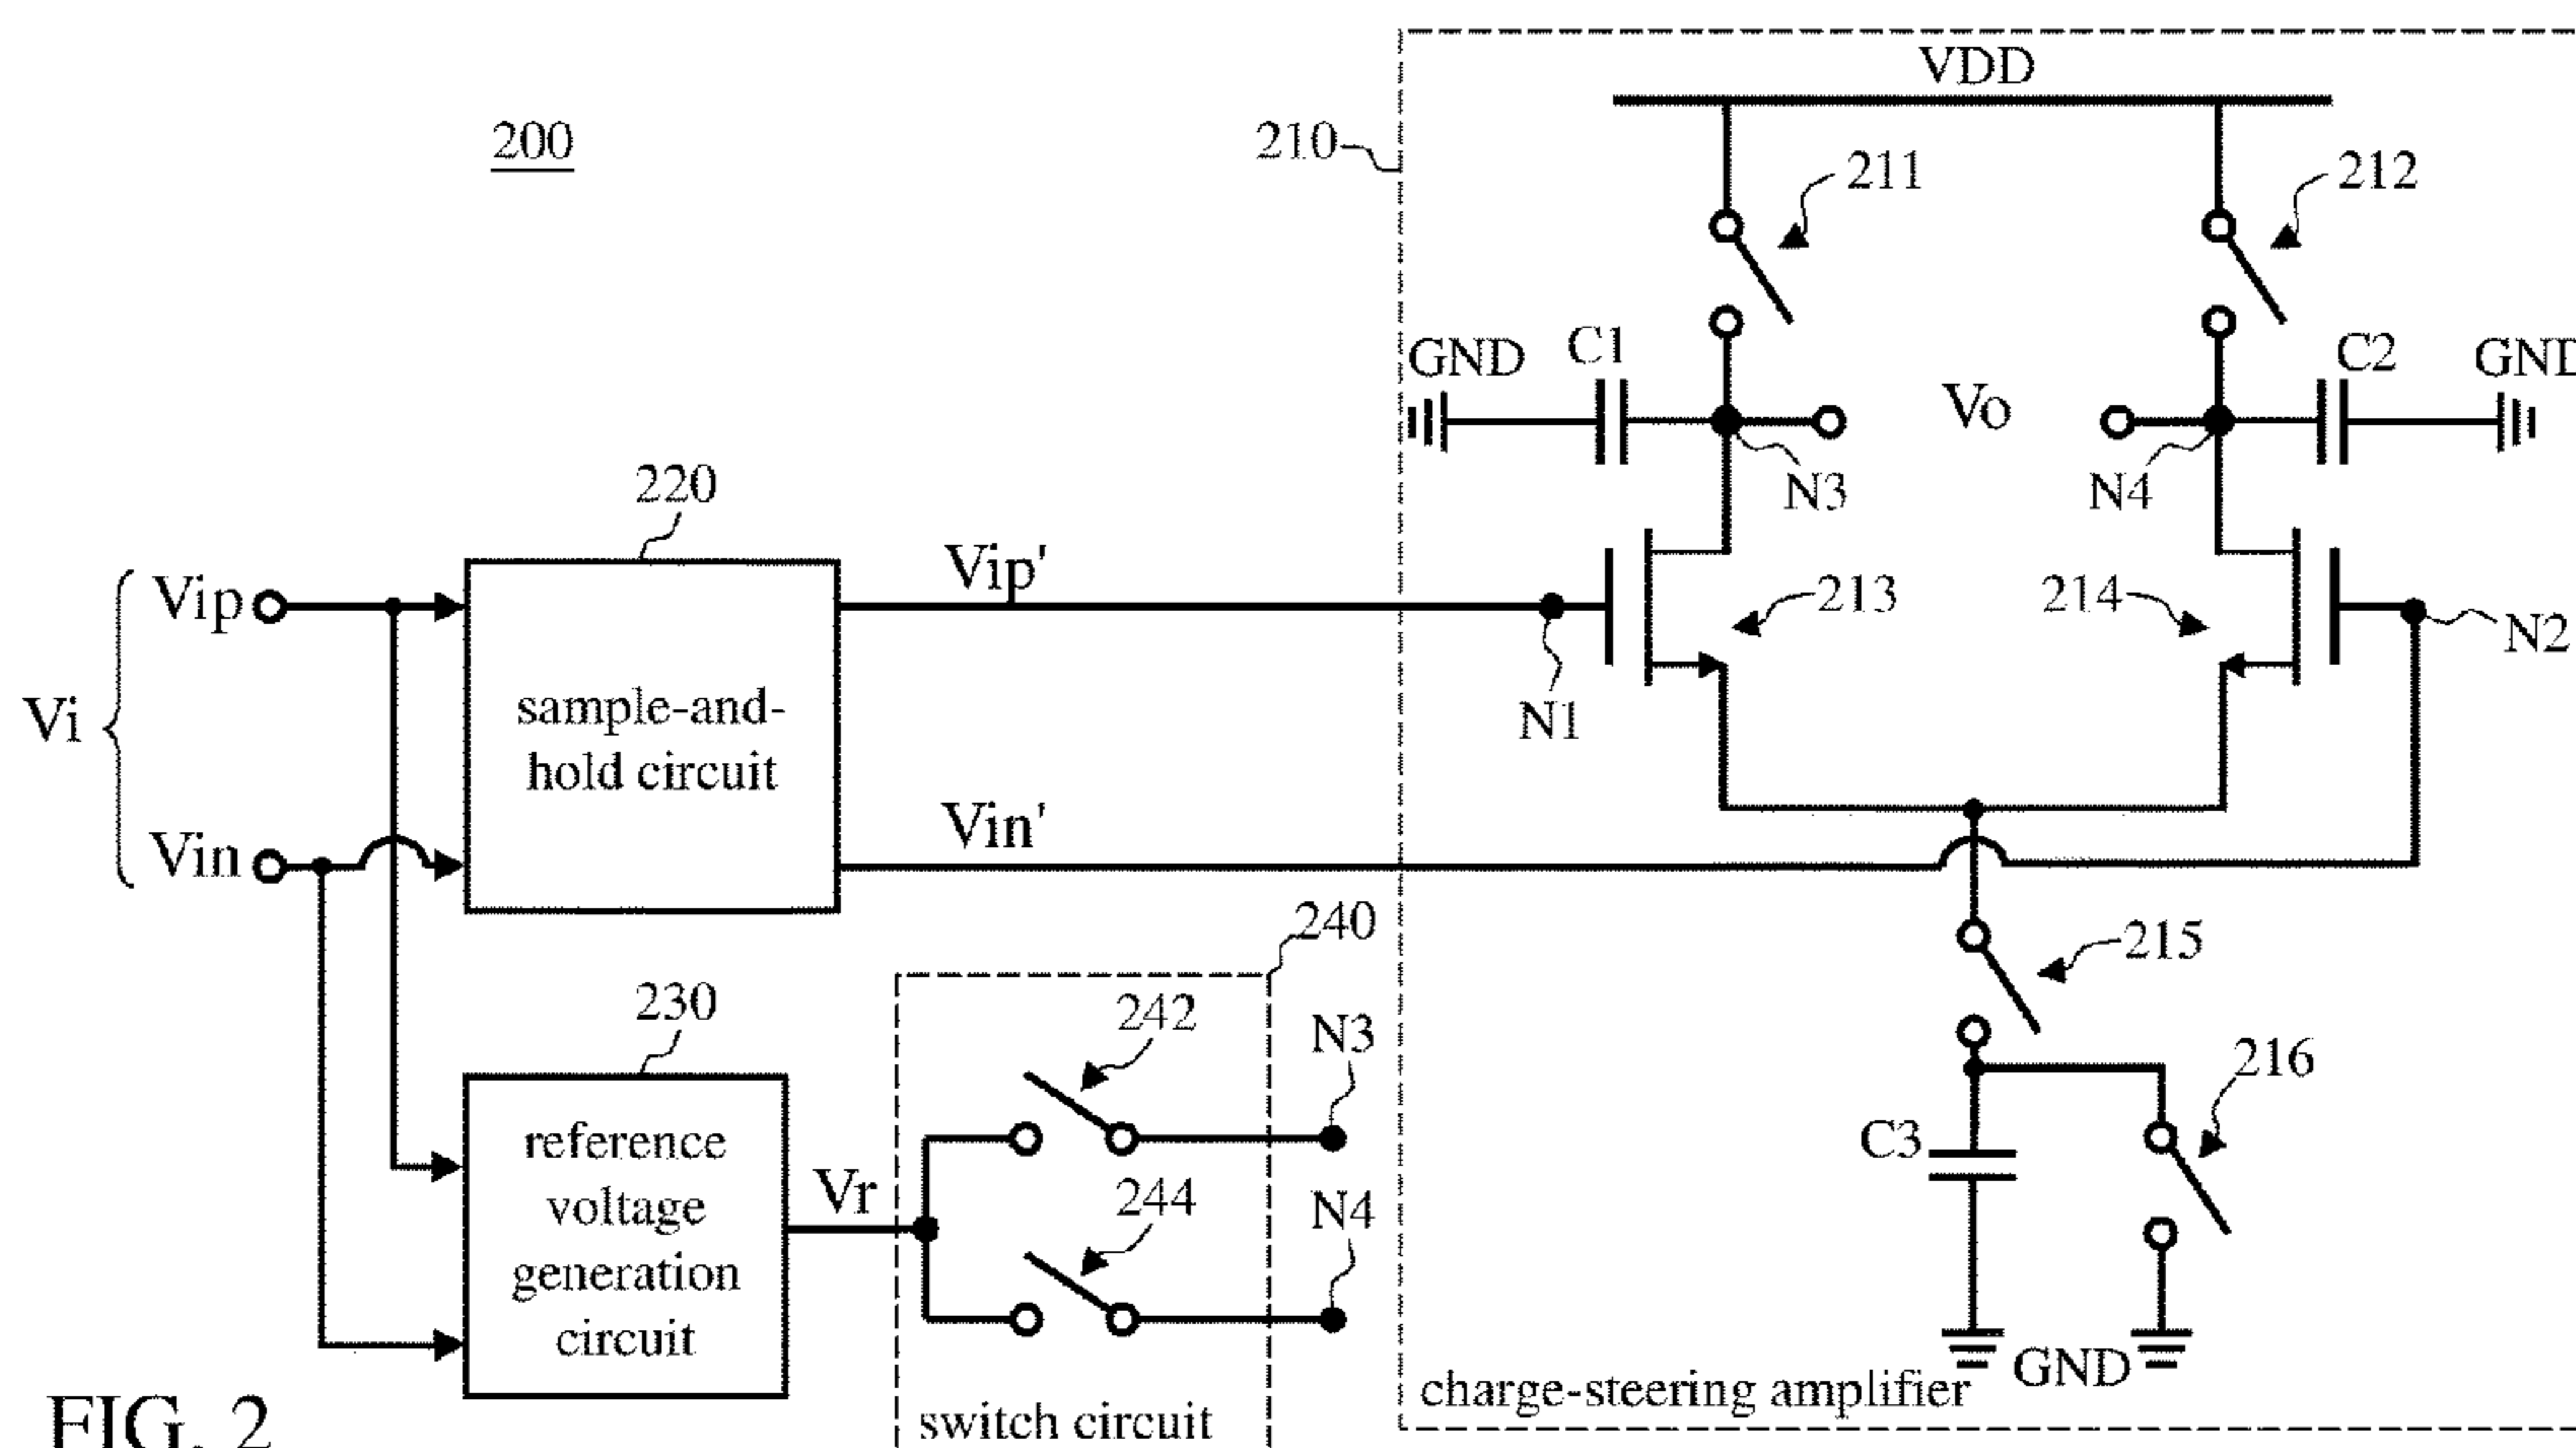 200
210
VDD
211
212
GND
C1
Vo
C2
GND
N3
N4
220
Vi
Vip
Vip'
213
214
N2
N1
sample-and-
hold circuit
Vin
Vin'
240
215
230
242
N3
216
reference
voltage
generation
circuit
Vr
244
N4
C3
GND
switch circuit
charge-steering amplifier
FIG. 2